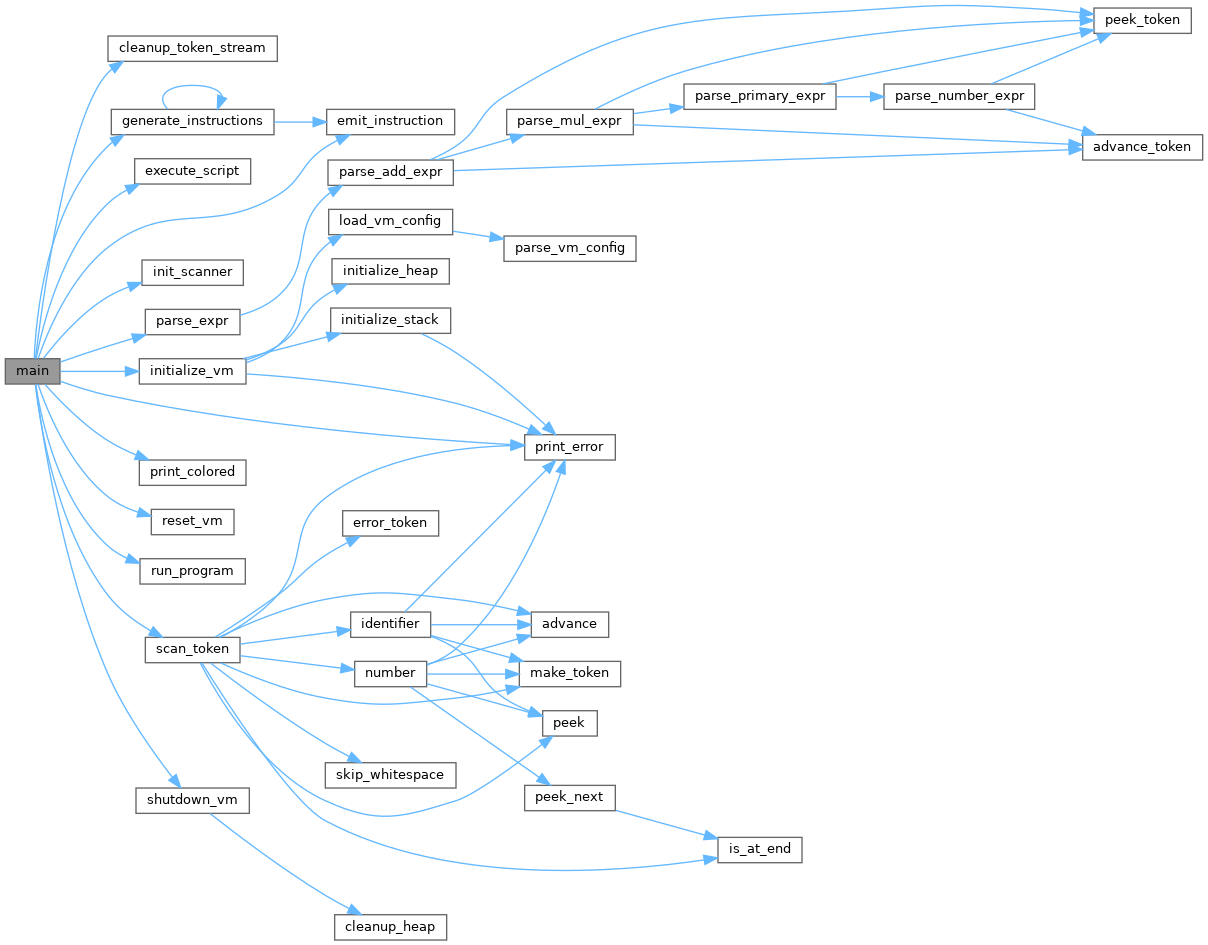 main
cleanup_token_stream
generate_instructions
execute_script
init_scanner
parse_expr
initialize_vm
print_colored
reset_vm
run_program
scan_token
shutdown_vm
emit_instruction
parse_add_expr
load_vm_config
initialize_heap
initialize_stack
error_token
identifier
number
skip_whitespace
cleanup_heap
parse_mul_expr
parse_vm_config
print_error
advance
make_token
peek
peek_next
parse_primary_expr
is_at_end
parse_number_expr
peek_token
advance_token